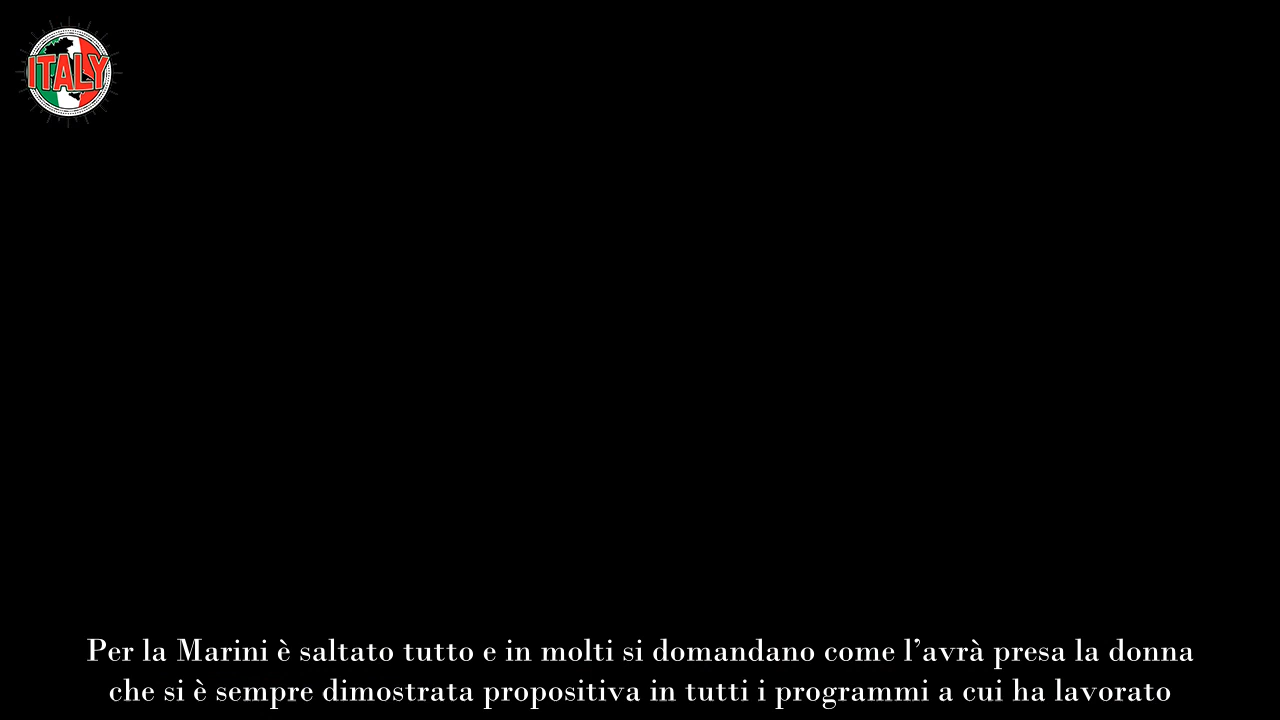 ITALY
Per la Marini è saltato tutto e in molti si domandano come l’avrà presa la donna
che si è sempre dimostrata propositiva in tutti i programmi a cui ha lavorato